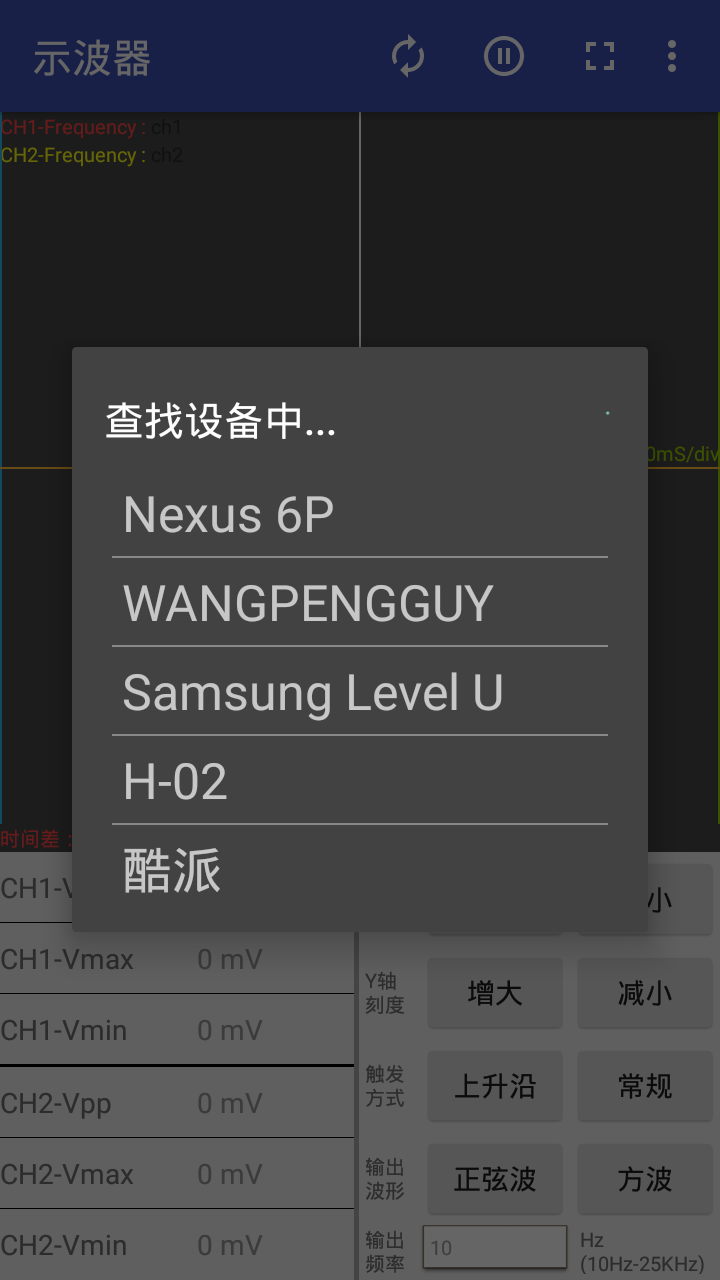 示波器
CH1-Frequency : ch1
CH2-Frequency : ch2
查找设备中...
0mS/div
Nexus 6P
WANGPENGGUY
Samsung Level U
H-02
酷派
时间差 :
CH1-V
小
CH1-Vmax 0 mV
Y轴
刻度
增大 减小
CH1-Vmin 0 mV
触发
方式
上升沿 常规
CH2-Vpp 0 mV
CH2-Vmax 0 mV
输出
波形
正弦波 方波
CH2-Vmin 0 mV
输出
频率
10
Hz
(10Hz-25KHz)